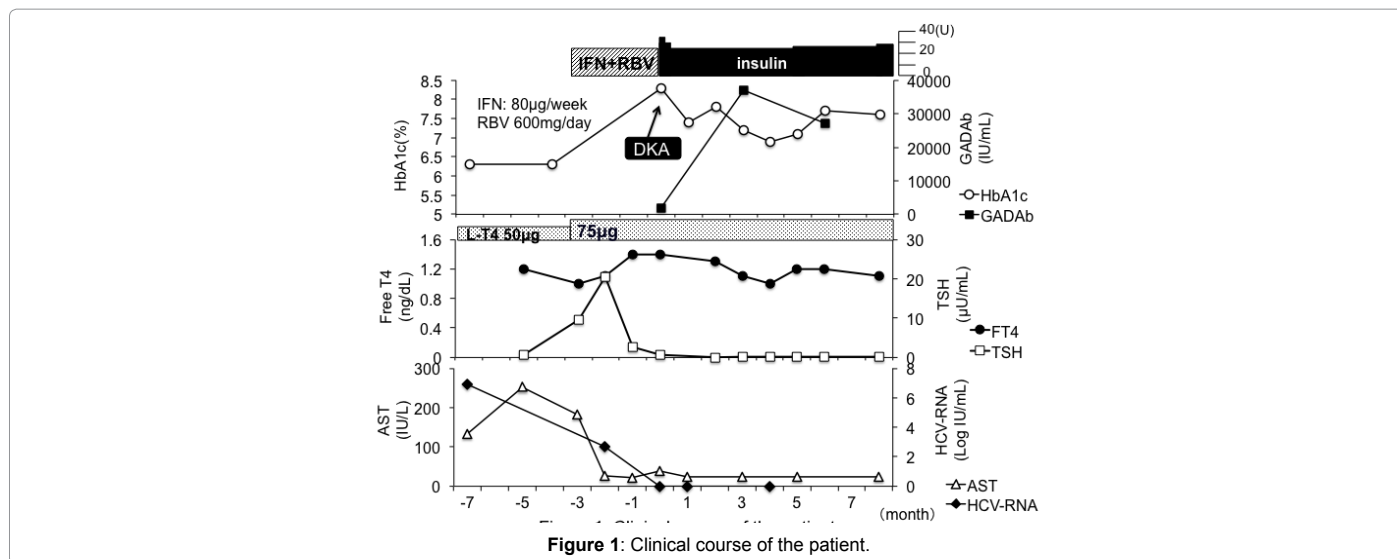 40(U)
20
0
IFN+RBV
insulin
8.5
8
7.5
7
6.5
6
5.5
5
HbA1c(%)
IFN: 80μg/week
RBV 600mg/day
DKA
40000
30000
20000
10000
0
GADAb
(IU/mL)
HbA1c
GADAb
L-T4 50μg
75μg
1.6
1.2
0.8
0.4
0
Free T4
(ng/dL)
30
20
10
0
TSH
(μU/mL)
FT4
TSH
300
200
100
0
AST
(IU/L)
8
6
4
2
0
HCV-RNA
(Log IU/mL)
AST
HCV-RNA
-7 -5 -3 -1 1 3 5 7 (month)
Figure 1: Clinical course of the patient.